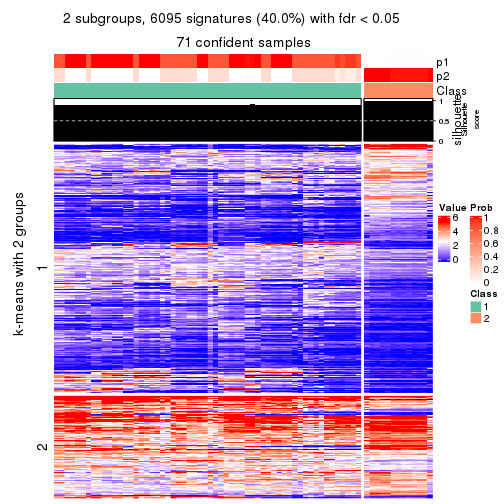 2 subgroups, 6095 signatures (40.0%) with fdr < 0.05
71 confident samples
p1
p2
Class
silhouette
Silhouette
score
1
0.5
0
k-means with 2 groups
1
2
Value
6
4
2
0
Prob
1
0.8
0.6
0.4
0.2
0
Class
1
2